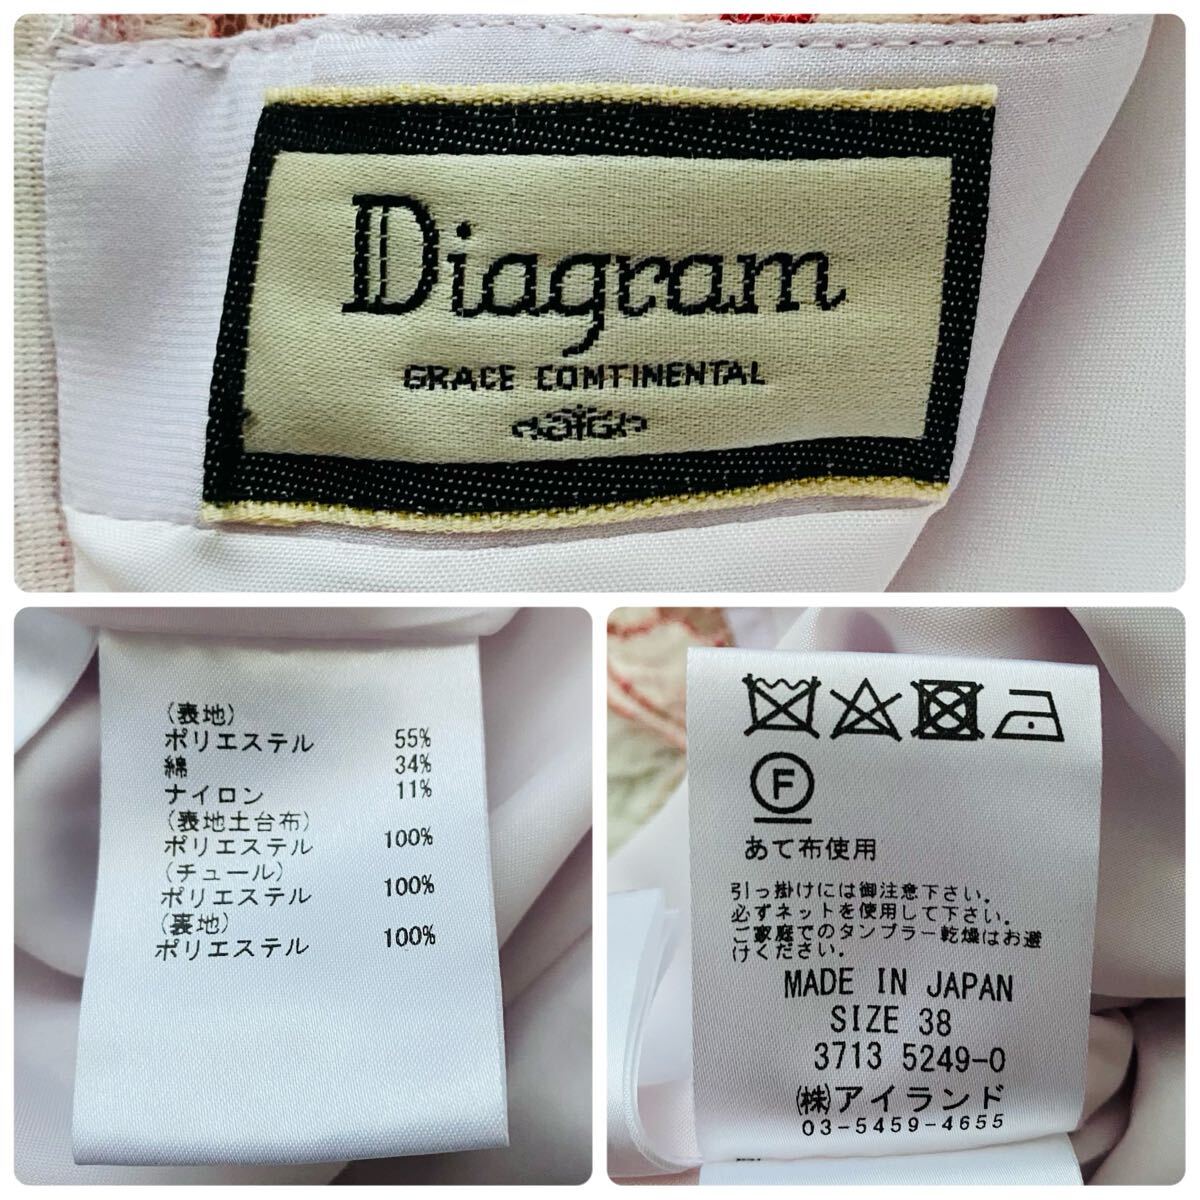 Diagram
GRACE CONTINENTAL
(表地)
ポリエステル 55%
綿 34%
ナイロン 11%
(表地土台布)
ポリエステル 100%
(チュール)
ポリエステル 100%
(裏地)
ポリエステル 100%
F
あて布使用
引っ掛けには御注意下さい。
必ずネットを使用して下さい。
ご家庭でのタンブラー乾燥はお避
けください。
MADE IN JAPAN
SIZE 38
3713 5249-0
(株)アイランド
03-5459-4655